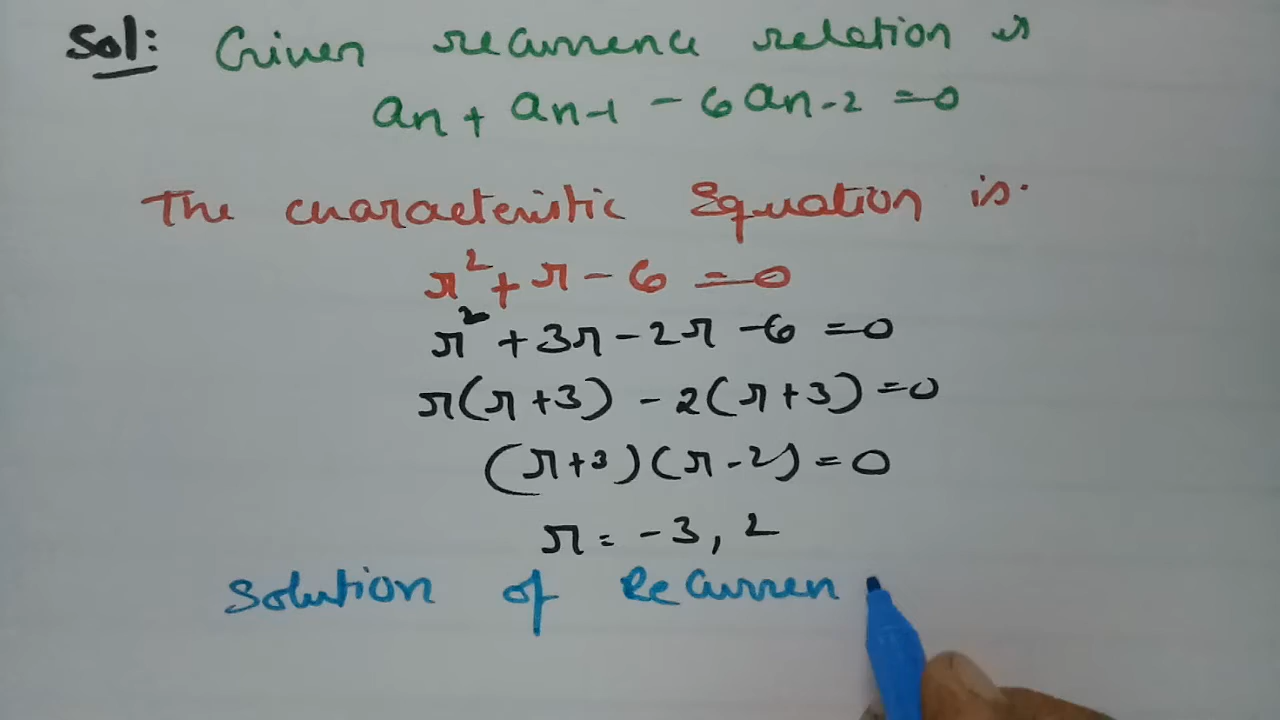 Sol: Given recurrence relation is
an + an-1 - 6an-2 = 0
The characteristic Equation is.
r² + r - 6 = 0
r² + 3r - 2r - 6 = 0
r(r+3) - 2(r+3) = 0
(r+3)(r-2) = 0
r = -3, 2
Solution of Recurren